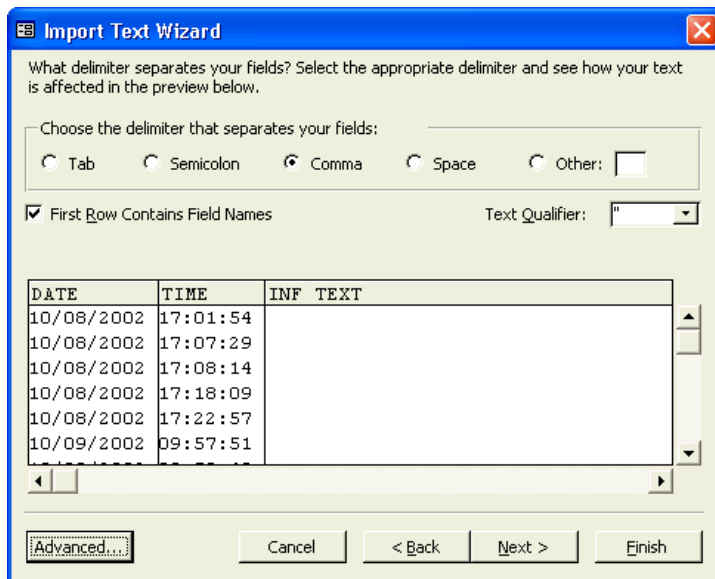 Import Text Wizard
What delimiter separates your fields? Select the appropriate delimiter and see how your text
is affected in the preview below.
Choose the delimiter that separates your fields:
Tab Semicolon Comma Space Other:
First Row Contains Field Names Text Qualifier: "
DATE TIME INF TEXT
10/08/2002 17:01:54
10/08/2002 17:07:29
10/08/2002 17:08:14
10/08/2002 17:18:09
10/08/2002 17:22:57
10/09/2002 09:57:51
Advanced... Cancel < Back Next > Finish